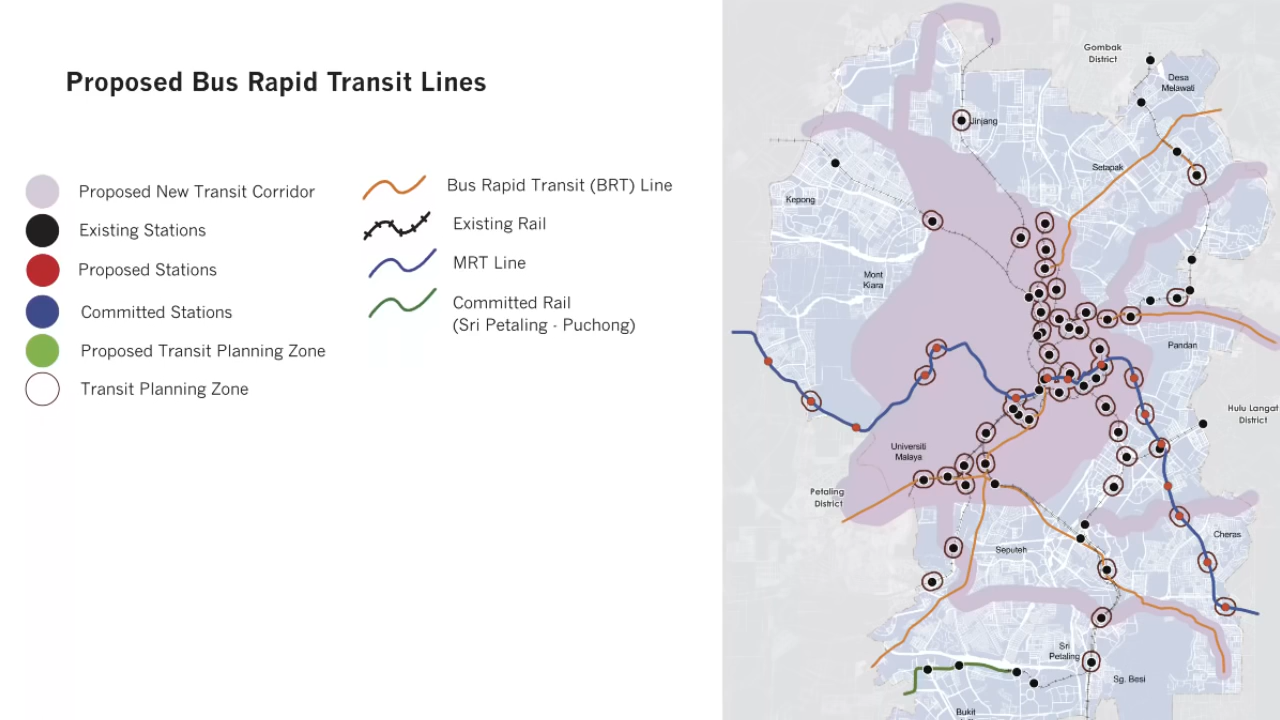 Proposed Bus Rapid Transit Lines
Proposed New Transit Corridor
Existing Stations
Proposed Stations
Committed Stations
Proposed Transit Planning Zone
Transit Planning Zone
Bus Rapid Transit (BRT) Line
Existing Rail
MRT Line
Committed Rail
(Sri Petaling - Puchong)
Gombak
District
Desa
Melawati
Jinjang
Setapak
Kepong
Mont
Kiara
Pandan
Hulu Langat
District
Universiti
Malaya
Petaling
District
Cheras
Seputeh
Sri
Petaling
Sg. Besi
Bukit